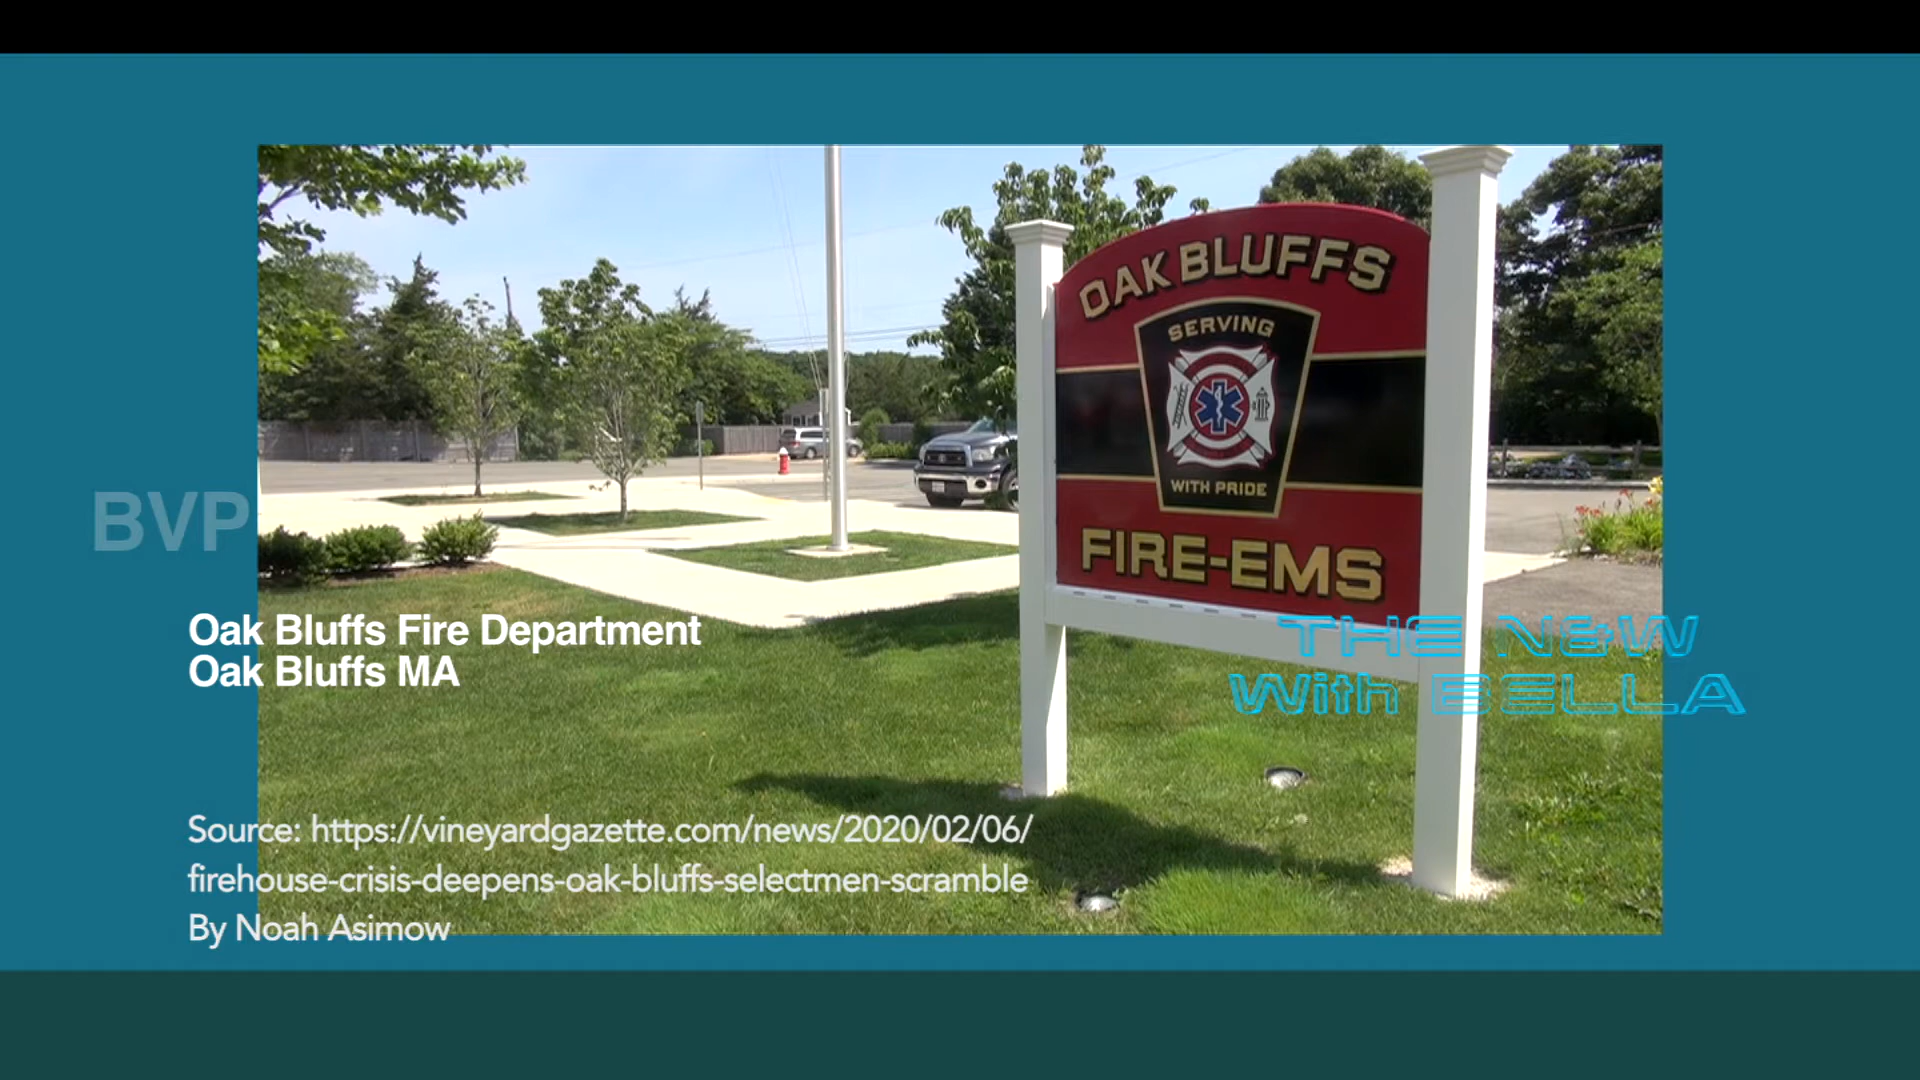 OAK BLUFFS
SERVING
WITH PRIDE
FIRE-EMS
BVP
Oak Bluffs Fire Department
Oak Bluffs MA
THE N&W
With BELLA
Source: https://vineyardgazette.com/news/2020/02/06/
firehouse-crisis-deepens-oak-bluffs-selectmen-scramble
By Noah Asimow